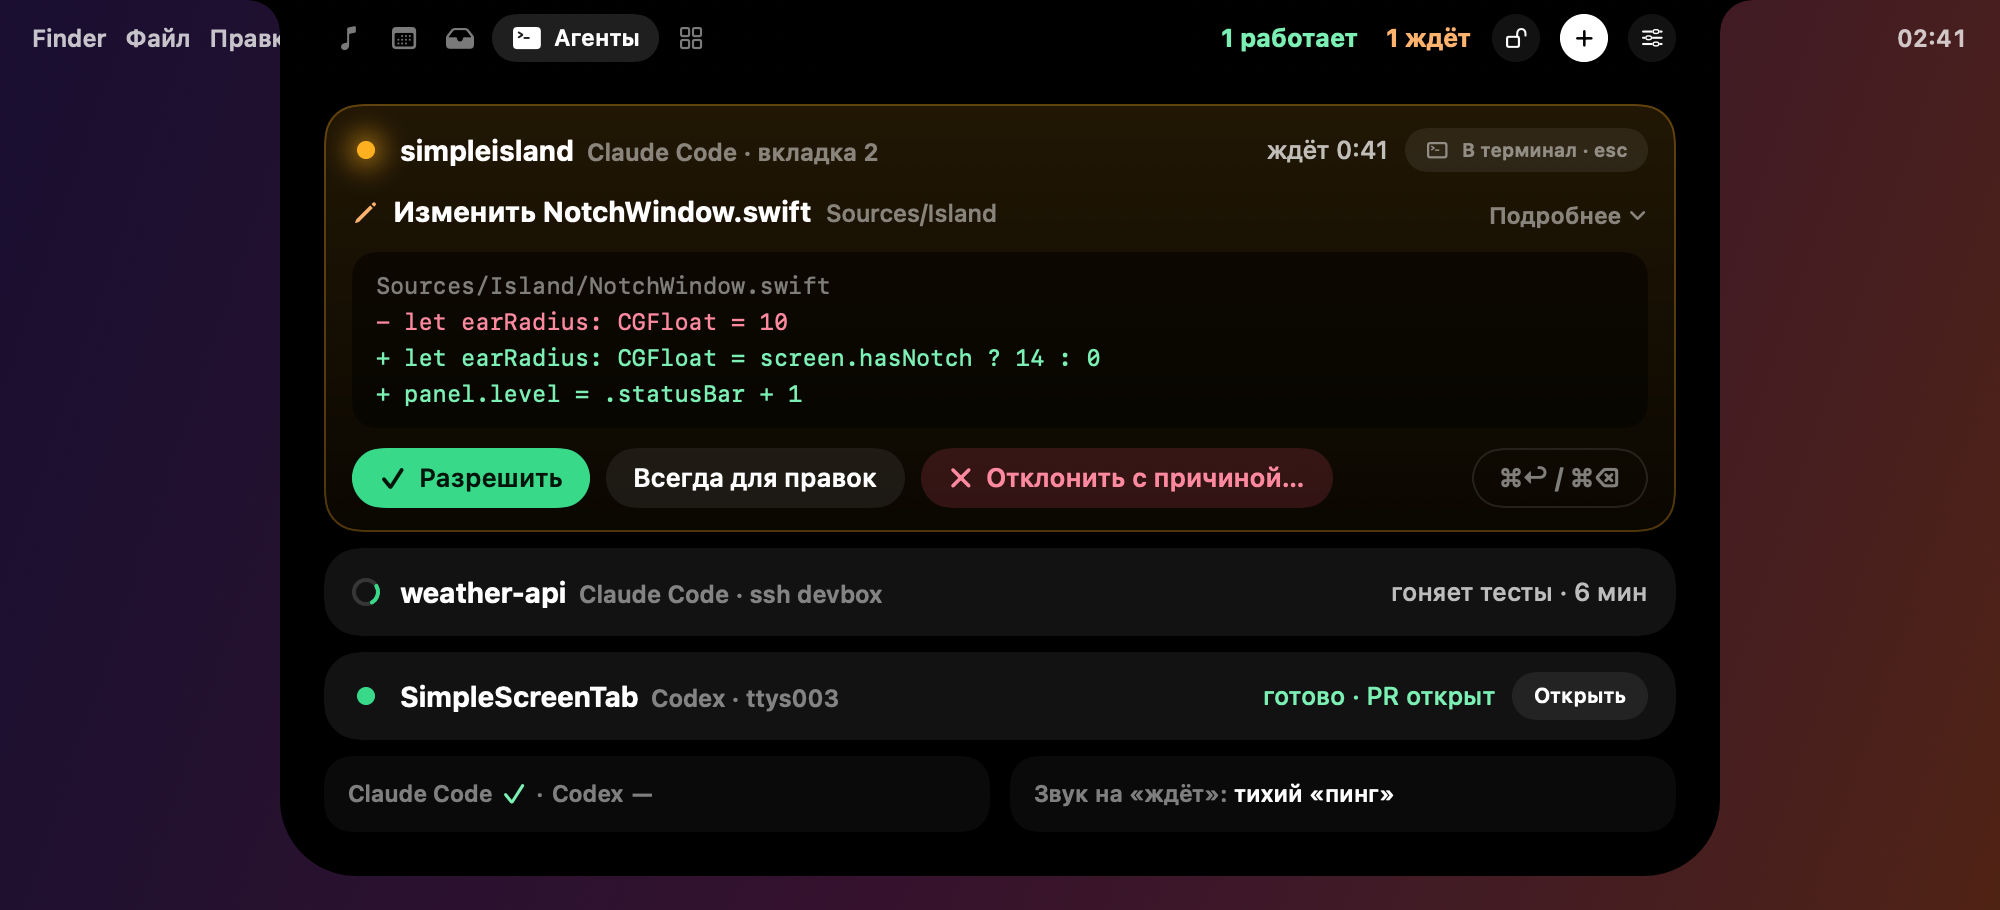 Finder Файл Правк
Агенты
1 работает 1 ждёт
02:41
simpleisland Claude Code · вкладка 2
ждёт 0:41
В терминал · esc
Изменить NotchWindow.swift Sources/Island
Подробнее
Sources/Island/NotchWindow.swift
− let earRadius: CGFloat = 10
+ let earRadius: CGFloat = screen.hasNotch ? 14 : 0
+ panel.level = .statusBar + 1
✓ Разрешить
Всегда для правок
✕ Отклонить с причиной...
⌘↩ / ⌘⌫
weather-api Claude Code · ssh devbox
гоняет тесты · 6 мин
SimpleScreenTab Codex · ttys003
готово · PR открыт
Открыть
Claude Code ✓ · Codex —
Звук на «ждёт»: тихий «пинг»